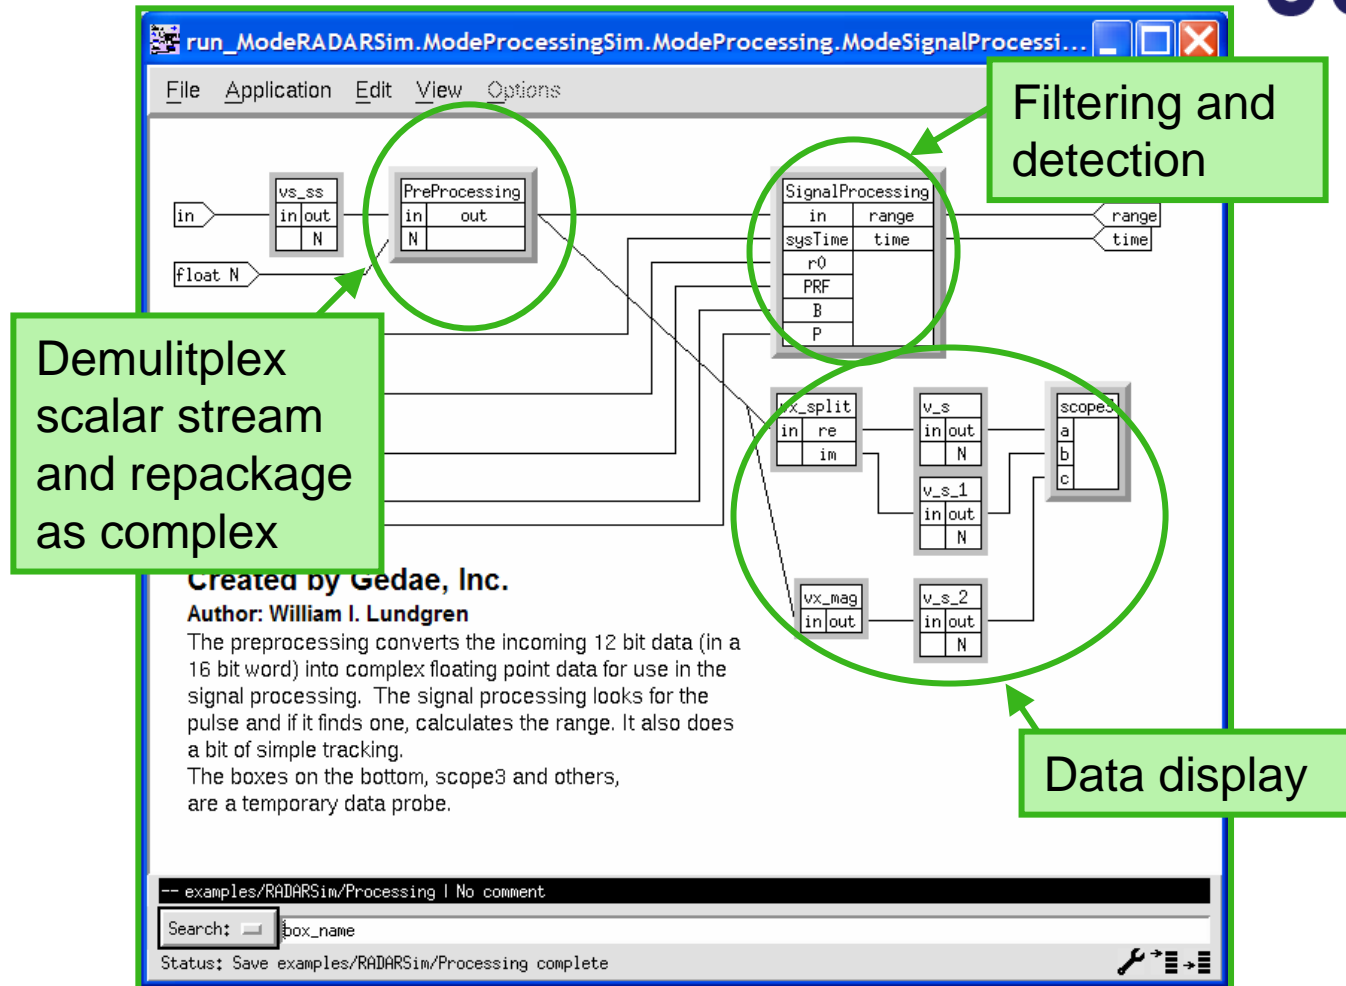 run_ModeRADARSim.ModeProcessingSim.ModeProcessing.ModeSignalProcessi...
File Application Edit View Options
Filtering and
detection
vs_ss
in out
N
PreProcessing
in out
N
SignalProcessing
in range
sysTime time
r0
PRF
B
P
in
float N
range
time
Demulitplex
scalar stream
and repackage
as complex
vx_split
in re
im
v_s
in out
N
v_s_1
in out
N
scope3
a
b
c
vx_mag
in out
v_s_2
in out
N
Created by Gedae, Inc.
Author: William I. Lundgren
The preprocessing converts the incoming 12 bit data (in a
16 bit word) into complex floating point data for use in the
signal processing. The signal processing looks for the
pulse and if it finds one, calculates the range. It also does
a bit of simple tracking.
The boxes on the bottom, scope3 and others,
are a temporary data probe.
Data display
-- examples/RADARSim/Processing | No comment
Search: box_name
Status: Save examples/RADARSim/Processing complete